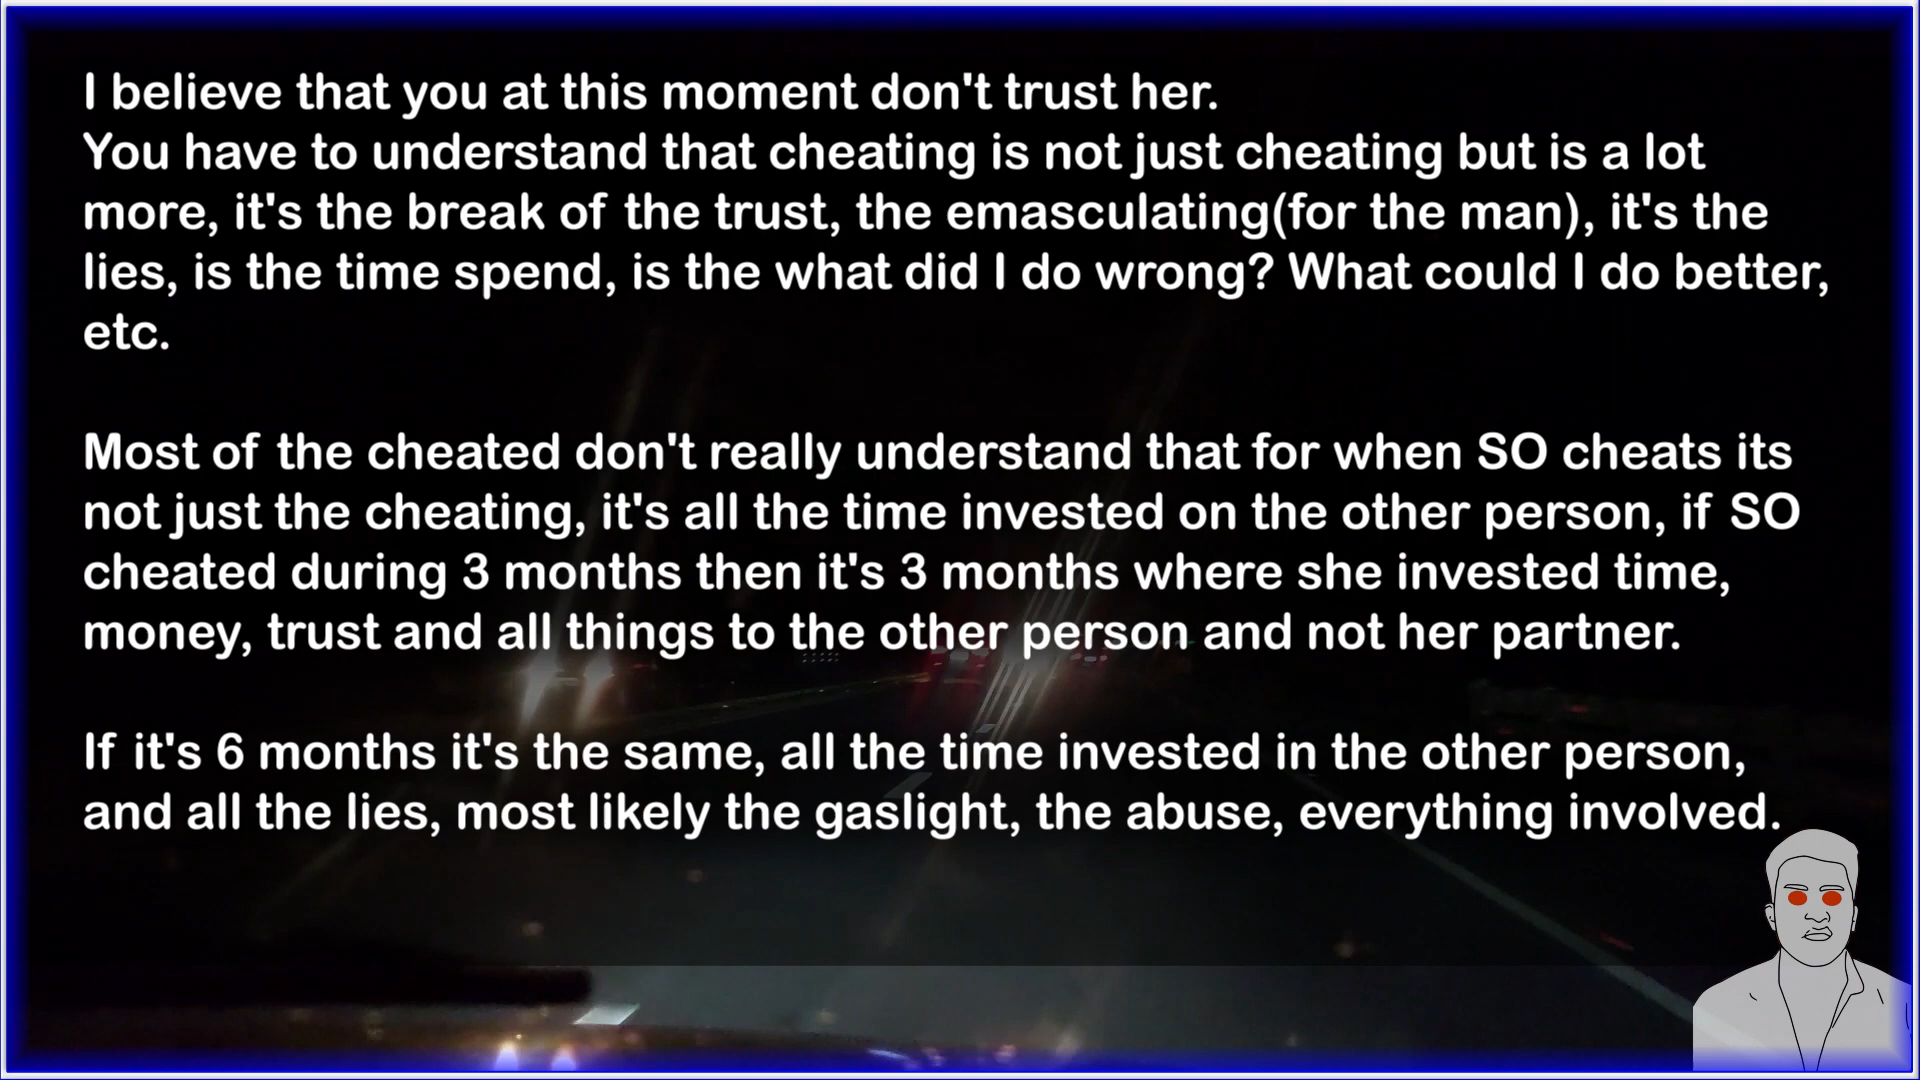 I believe that you at this moment don't trust her.
You have to understand that cheating is not just cheating but is a lot
more, it's the break of the trust, the emasculating(for the man), it's the
lies, is the time spend, is the what did I do wrong? What could I do better,
etc.
Most of the cheated don't really understand that for when SO cheats its
not just the cheating, it's all the time invested on the other person, if SO
cheated during 3 months then it's 3 months where she invested time,
money, trust and all things to the other person and not her partner.
If it's 6 months it's the same, all the time invested in the other person,
and all the lies, most likely the gaslight, the abuse, everything involved.